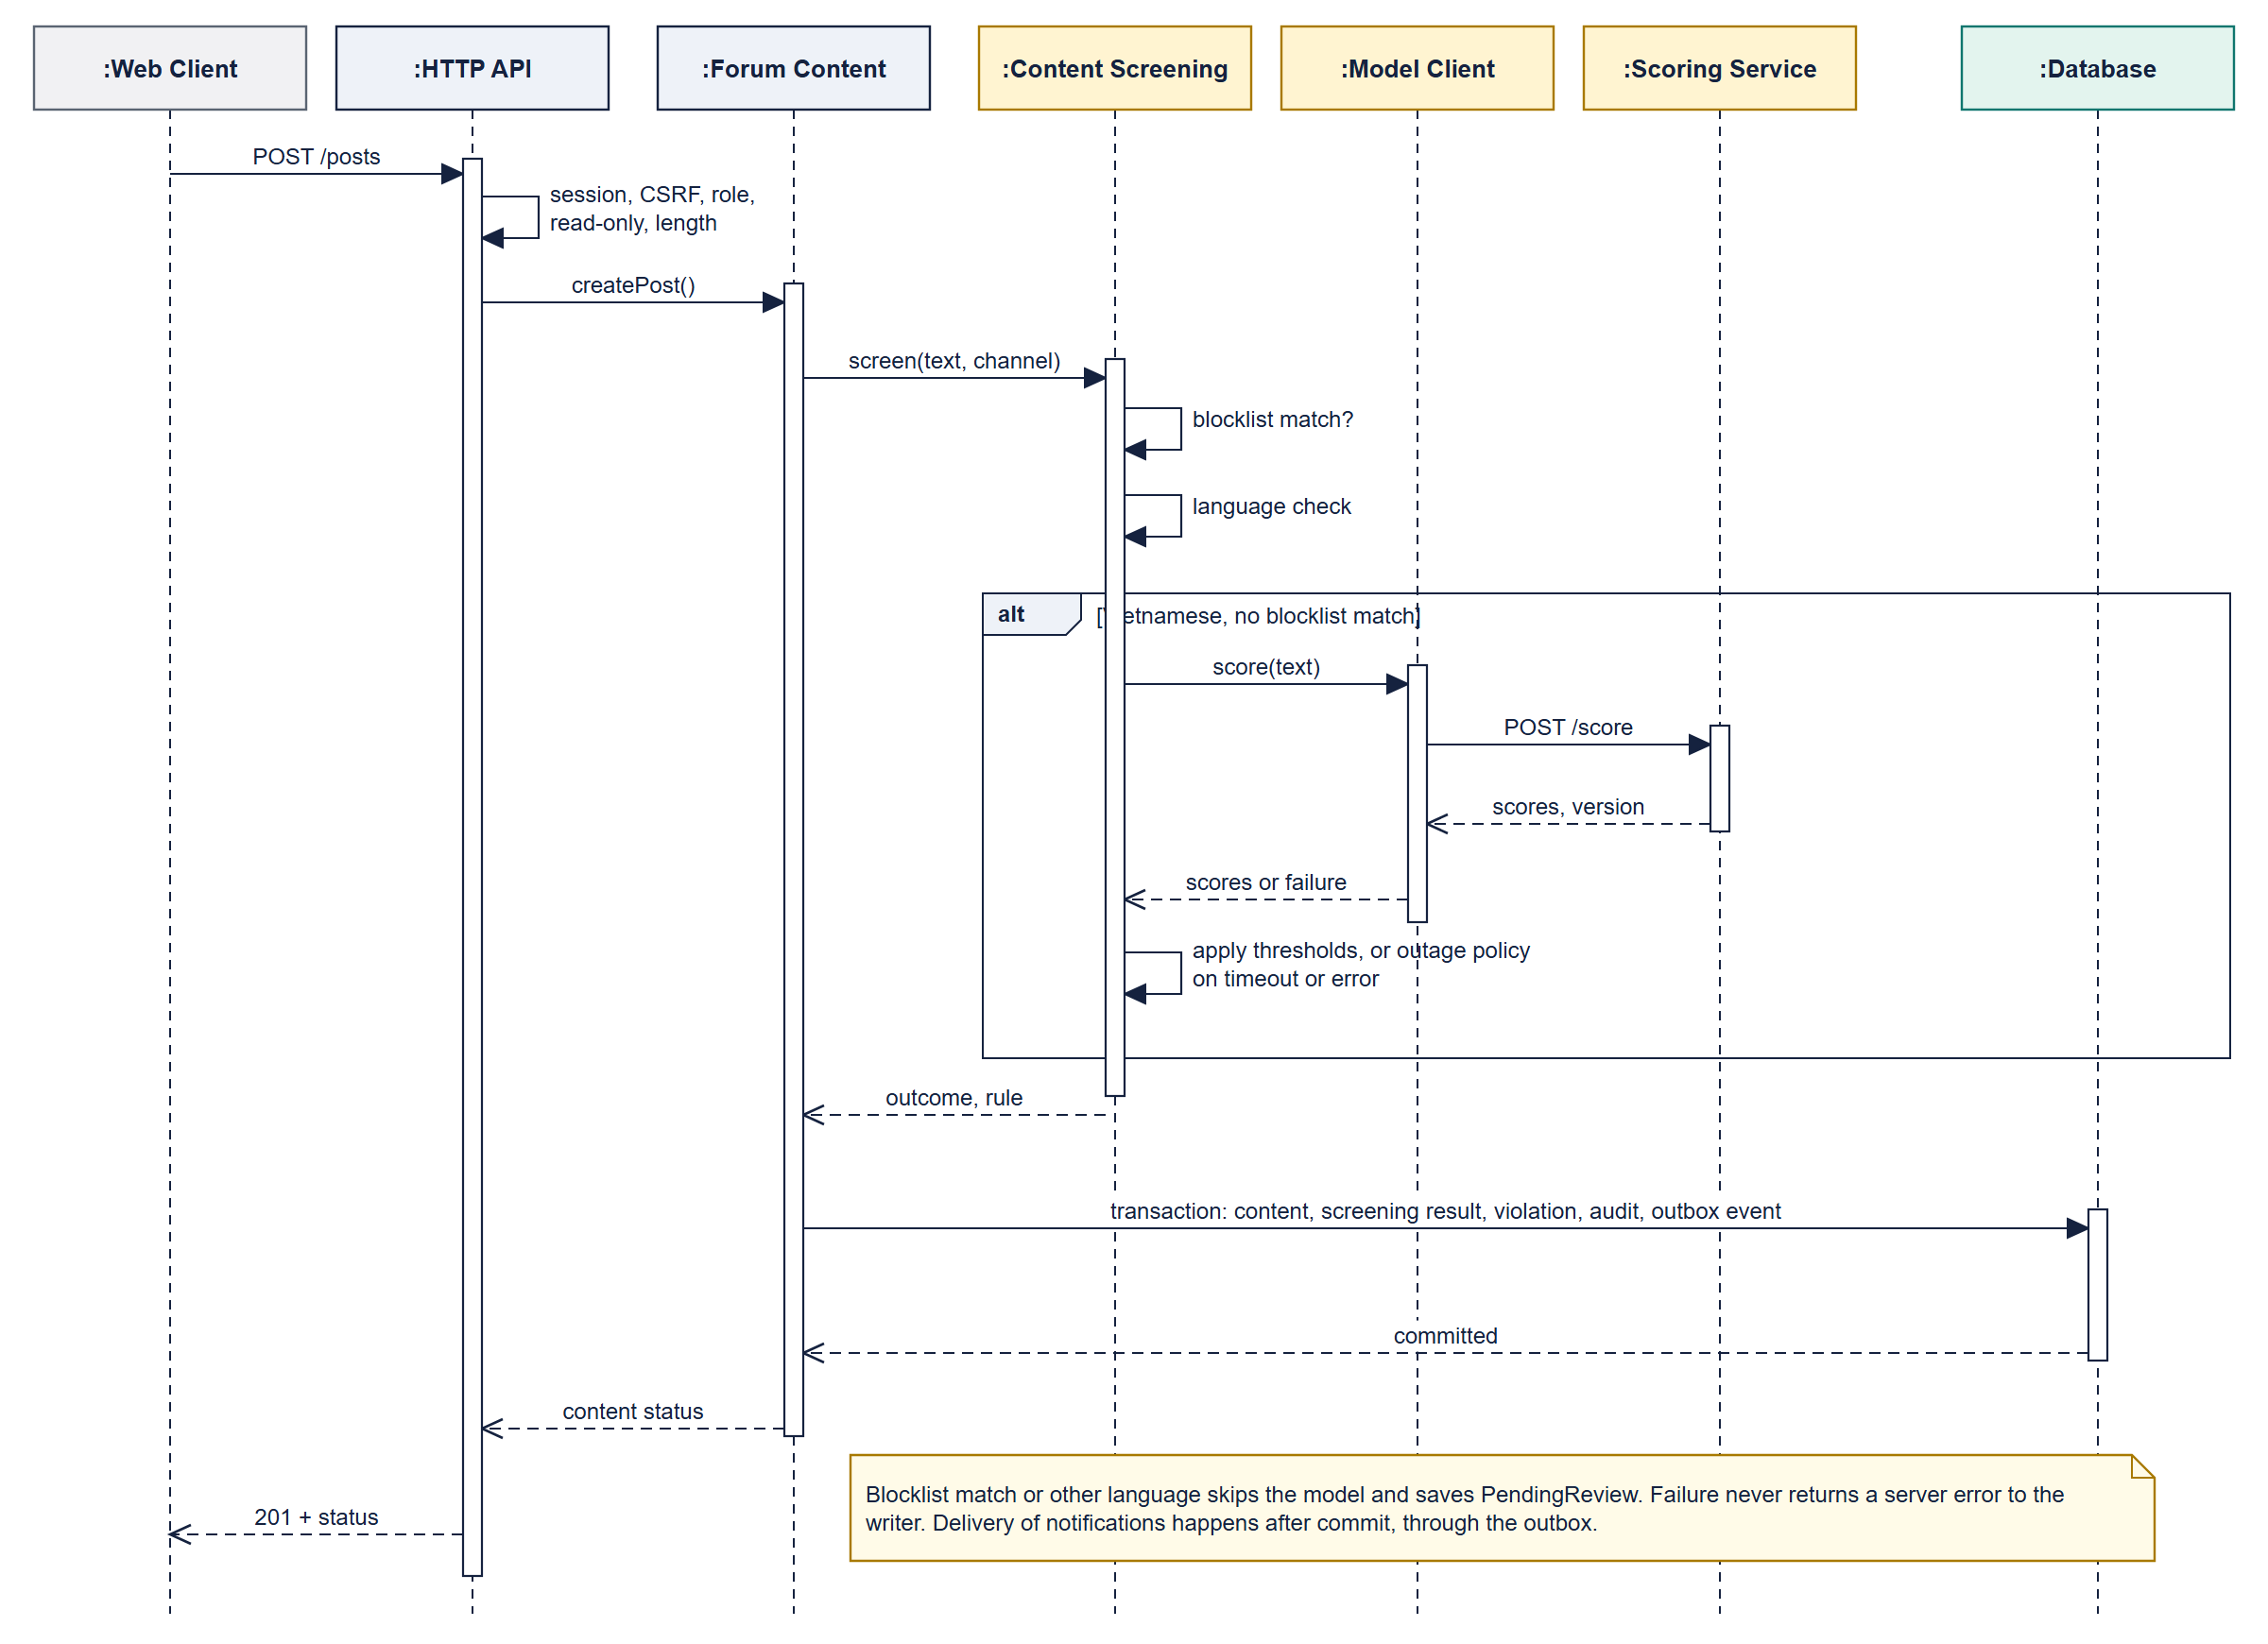 :Web Client
:HTTP API
:Forum Content
:Content Screening
:Model Client
:Scoring Service
:Database
POST /posts
session, CSRF, role,
read-only, length
createPost()
screen(text, channel)
blocklist match?
language check
alt
etnamese, no blocklist match]
score(text)
POST /score
scores, version
scores or failure
apply thresholds, or outage policy
on timeout or error
outcome, rule
transaction: content, screening result, violation, audit, outbox event
committed
content status
Blocklist match or other language skips the model and saves PendingReview. Failure never returns a server error to the
writer. Delivery of notifications happens after commit, through the outbox.
201 + status